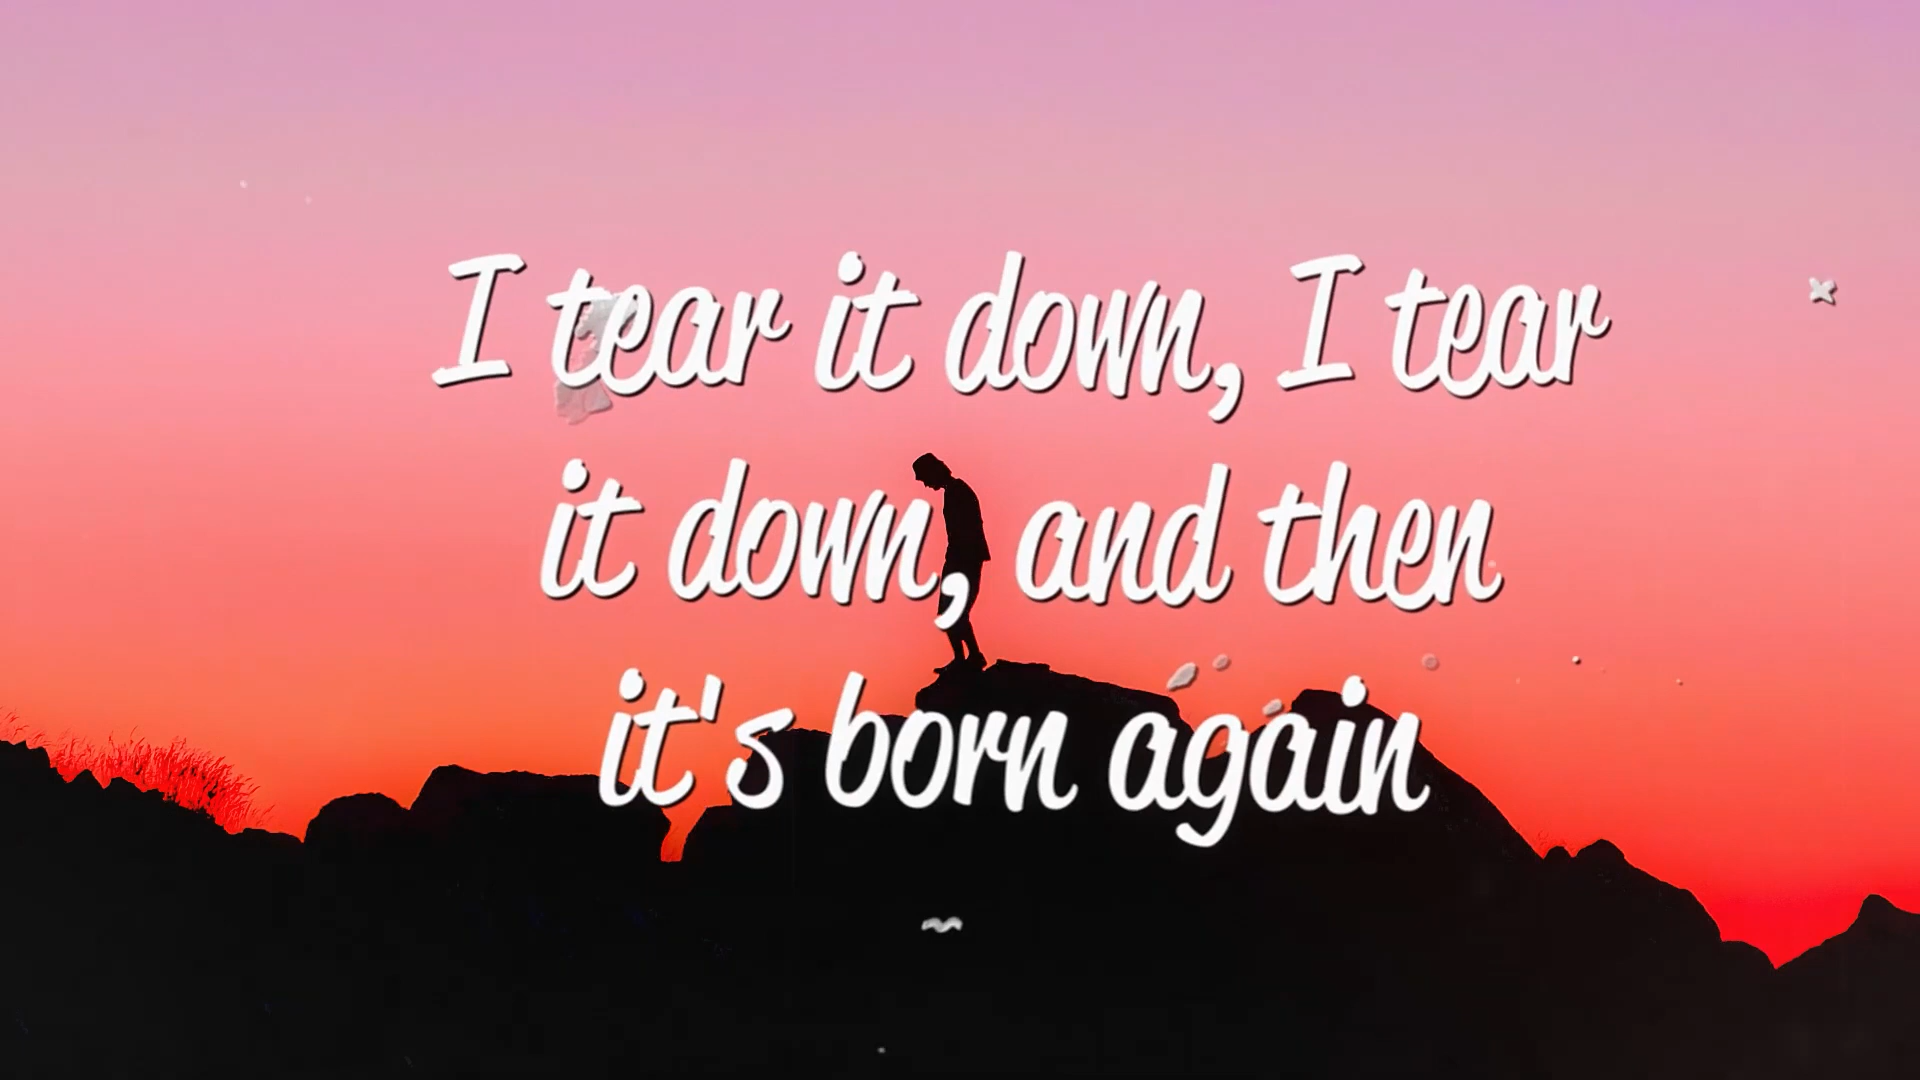 I tear it down, I tear
it down, and then
it's born again